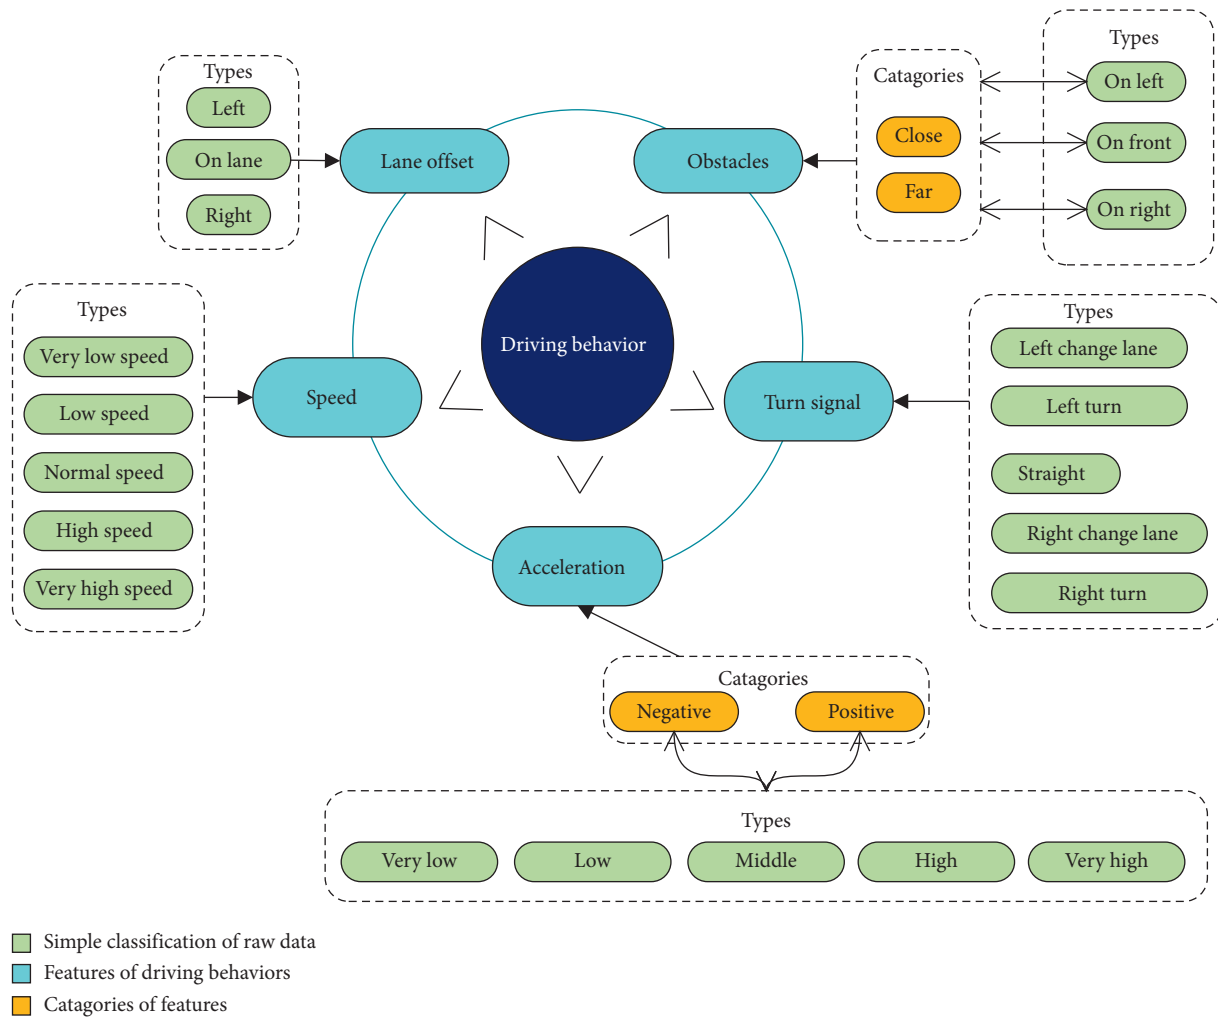 Types
Left
On lane
Right
Lane offset
Obstacles
Catagories
Close
Far
Types
On left
On front
On right
Types
Very low speed
Low speed
Normal speed
High speed
Very high speed
Speed
Driving behavior
Turn signal
Types
Left change lane
Left turn
Straight
Right change lane
Right turn
Acceleration
Catagories
Negative
Positive
Types
Very low
Low
Middle
High
Very high
Simple classification of raw data
Features of driving behaviors
Catagories of features